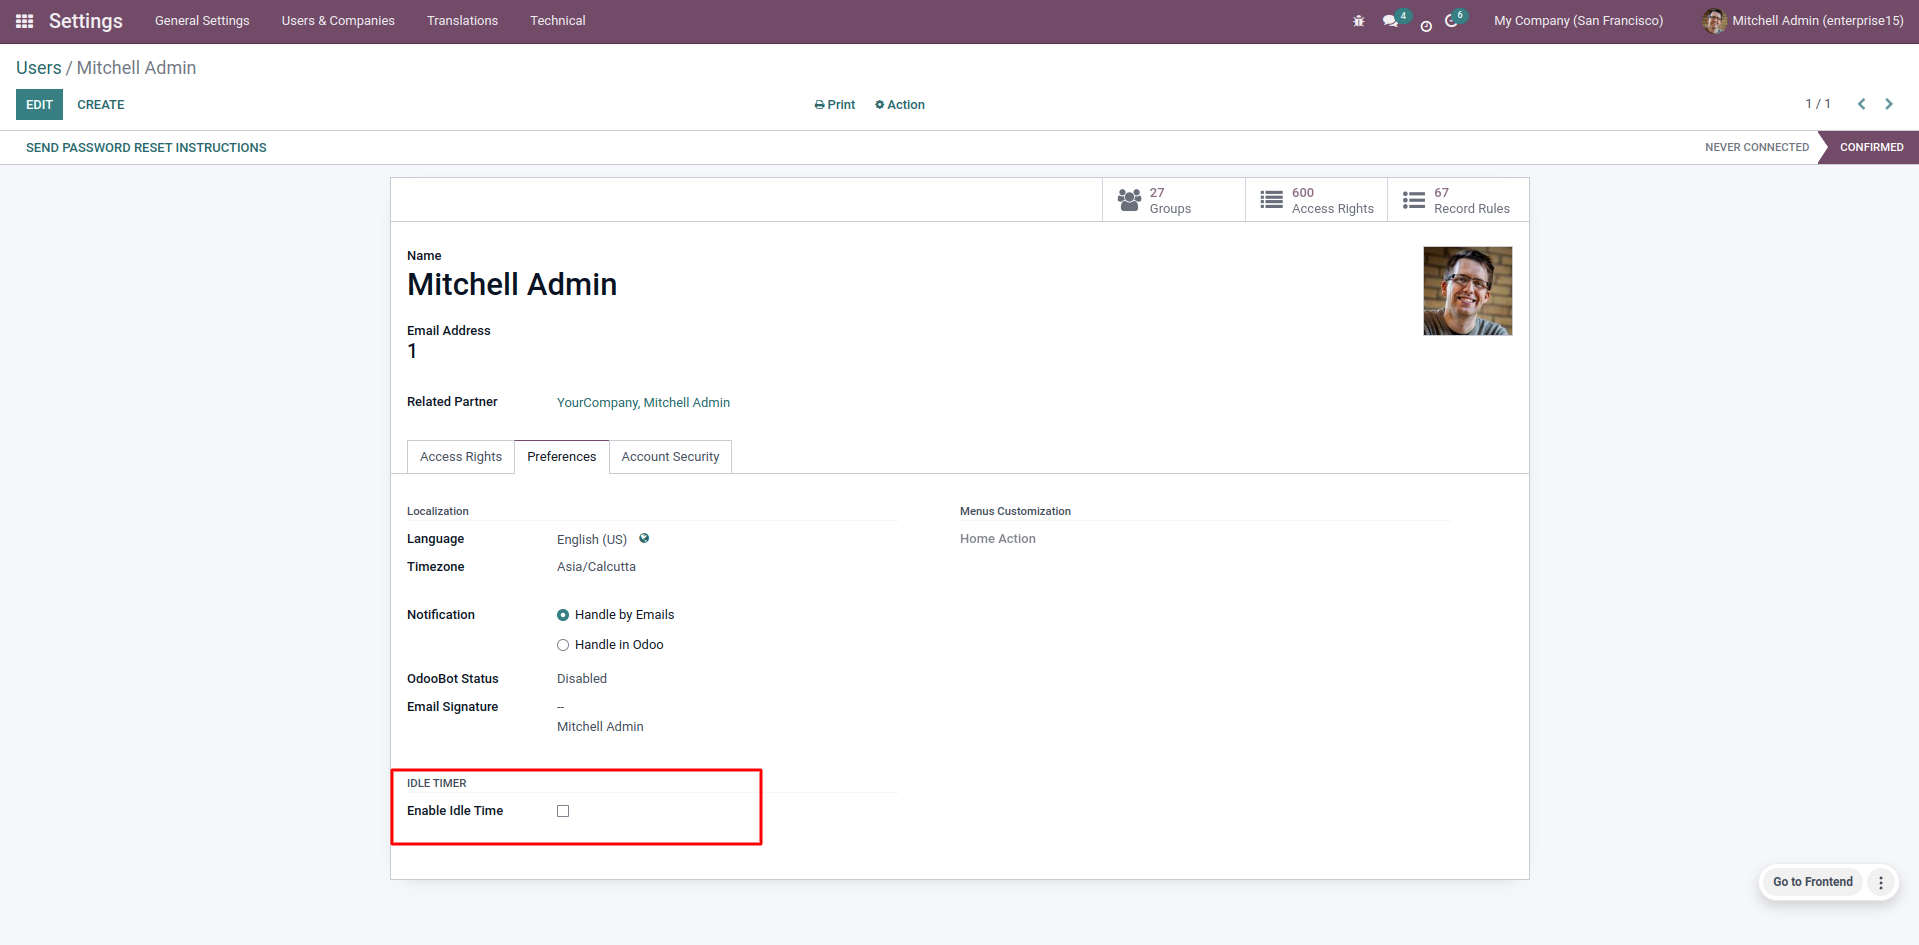 Settings General Settings Users & Companies Translations Technical 4 6 My Company (San Francisco) Mitchell Admin (enterprise15)
Users / Mitchell Admin
EDIT CREATE Print Action 1 / 1
SEND PASSWORD RESET INSTRUCTIONS NEVER CONNECTED CONFIRMED
27 Groups 600 Access Rights 67 Record Rules
Name
Mitchell Admin
Email Address
1
Related Partner YourCompany, Mitchell Admin
Access Rights Preferences Account Security
Localization Menus Customization
Language English (US) Home Action
Timezone Asia/Calcutta
Notification Handle by Emails
Handle in Odoo
OdooBot Status Disabled
Email Signature --
Mitchell Admin
IDLE TIMER
Enable Idle Time
Go to Frontend